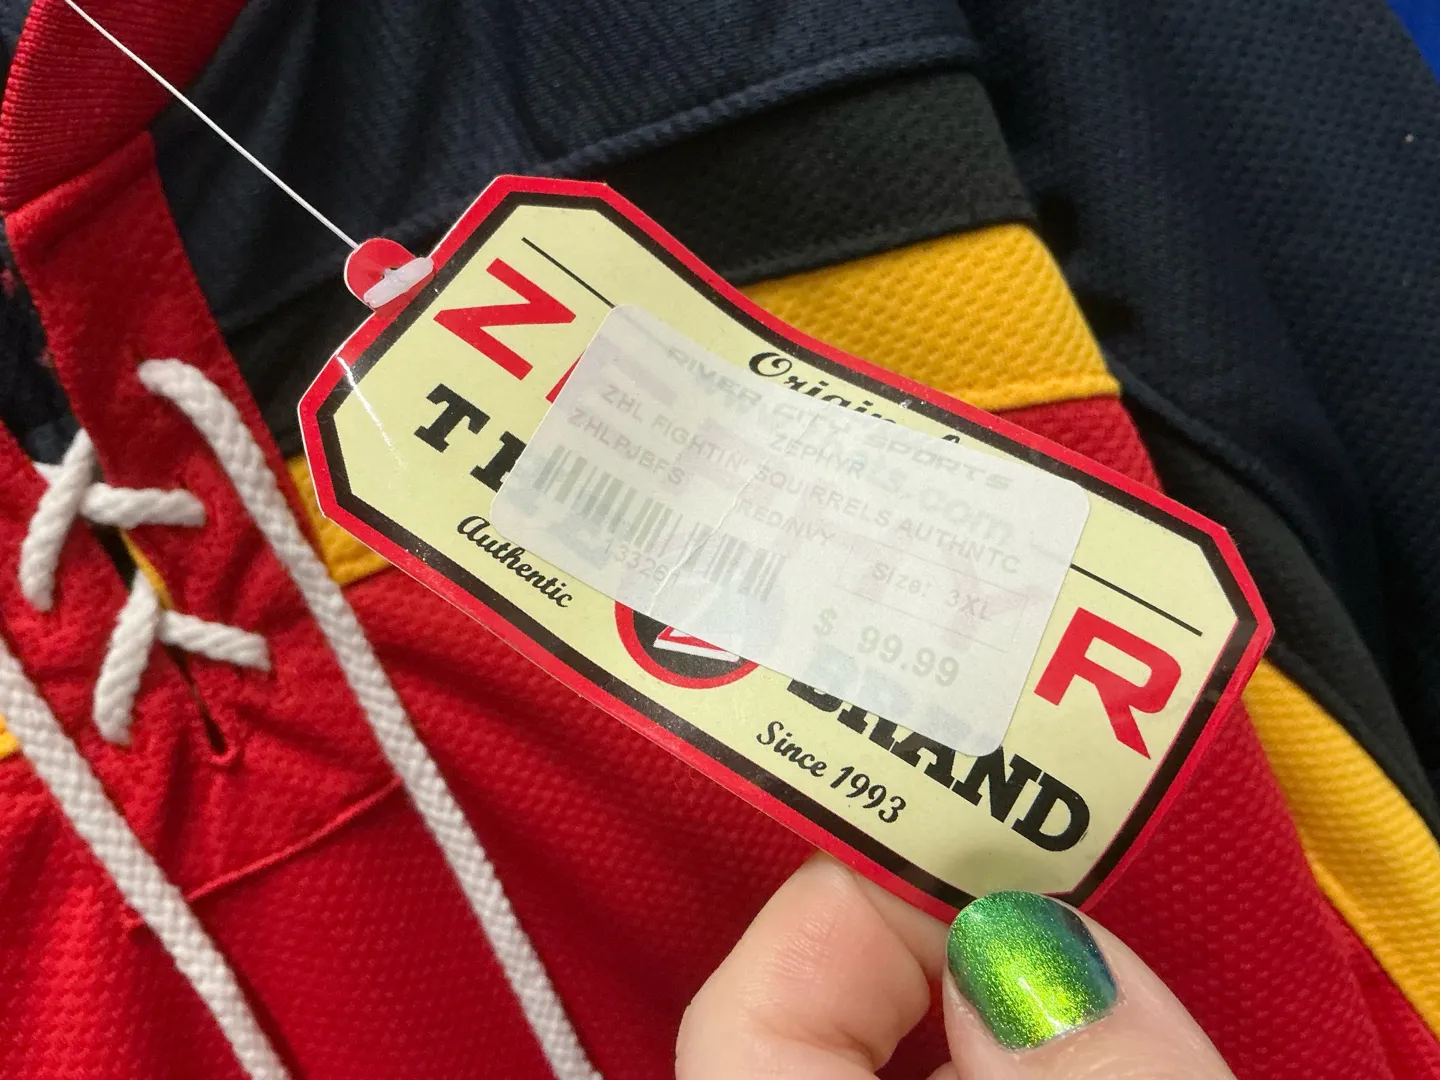 Original
Z R
RIVER CITY SPORTS
ZEPHYR
ZHL FIGHTIN' SQUIRRELS AUTHNTC
ZHLPJBFS RED/NVY
Size: 3XL
13326
$ 99.99
BRAND
Authentic
Since 1993